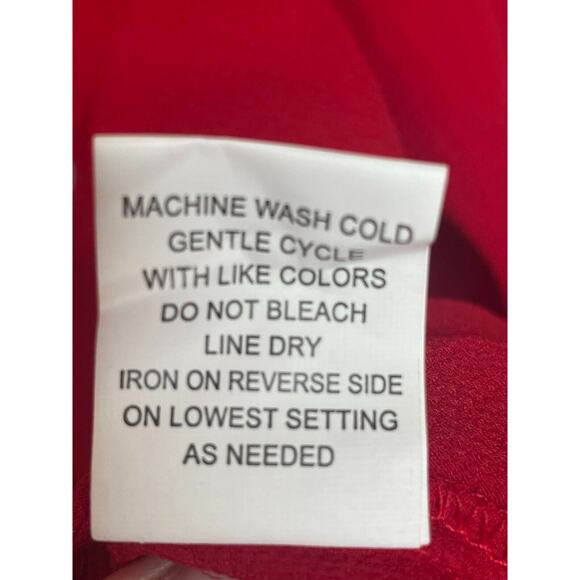 MACHINE WASH COLD
GENTLE CYCLE
WITH LIKE COLORS
DO NOT BLEACH
LINE DRY
IRON ON REVERSE SIDE
ON LOWEST SETTING
AS NEEDED